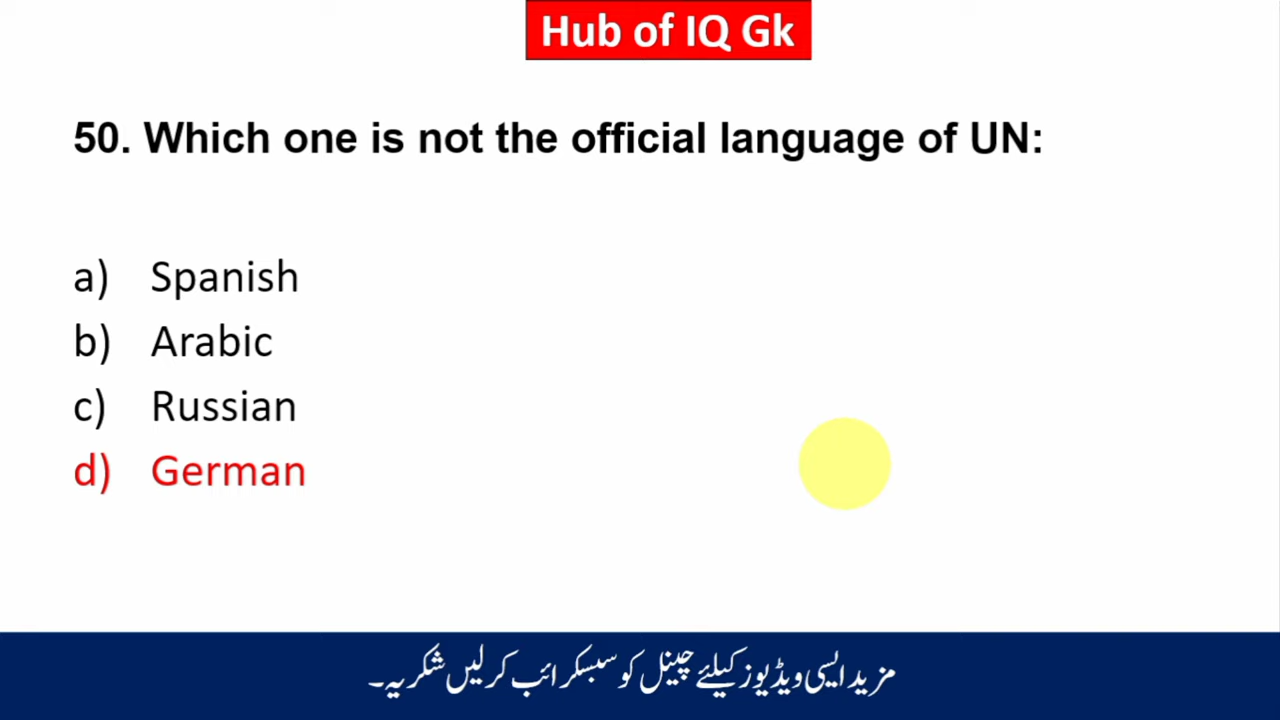 Hub of IQ Gk
50. Which one is not the official language of UN:
a) Spanish
b) Arabic
c) Russian
d) German
مزید ایسی ویڈیوز کیلئے چینل کو سبسکرائب کر لیں شکریہ۔